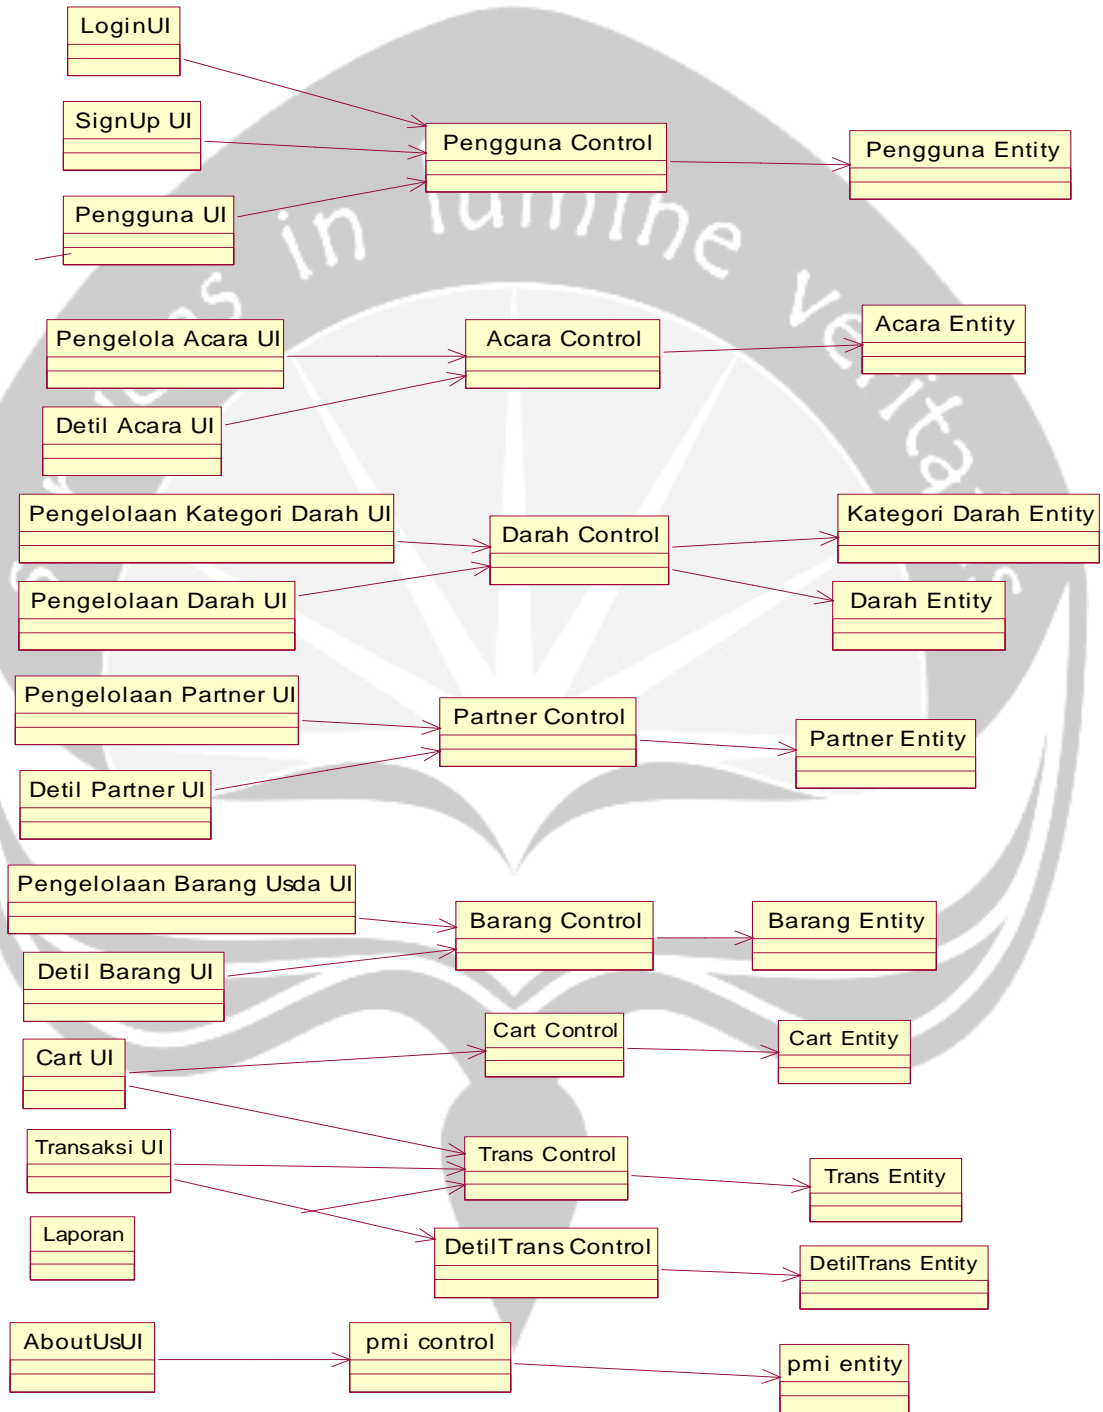 LoginUI
SignUp UI
Pengguna Control
Pengguna Entity
Pengguna UI
in lumine veritas
Pengelola Acara UI
Acara Control
Acara Entity
Detil Acara UI
Pengelolaan Kategori Darah UI
Darah Control
Kategori Darah Entity
Pengelolaan Darah UI
Darah Entity
Pengelolaan Partner UI
Partner Control
Partner Entity
Detil Partner UI
Pengelolaan Barang Usda UI
Barang Control
Barang Entity
Detil Barang UI
Cart UI
Cart Control
Cart Entity
Transaksi UI
Trans Control
Trans Entity
Laporan
DetilTrans Control
DetilTrans Entity
AboutUsUI
pmi control
pmi entity